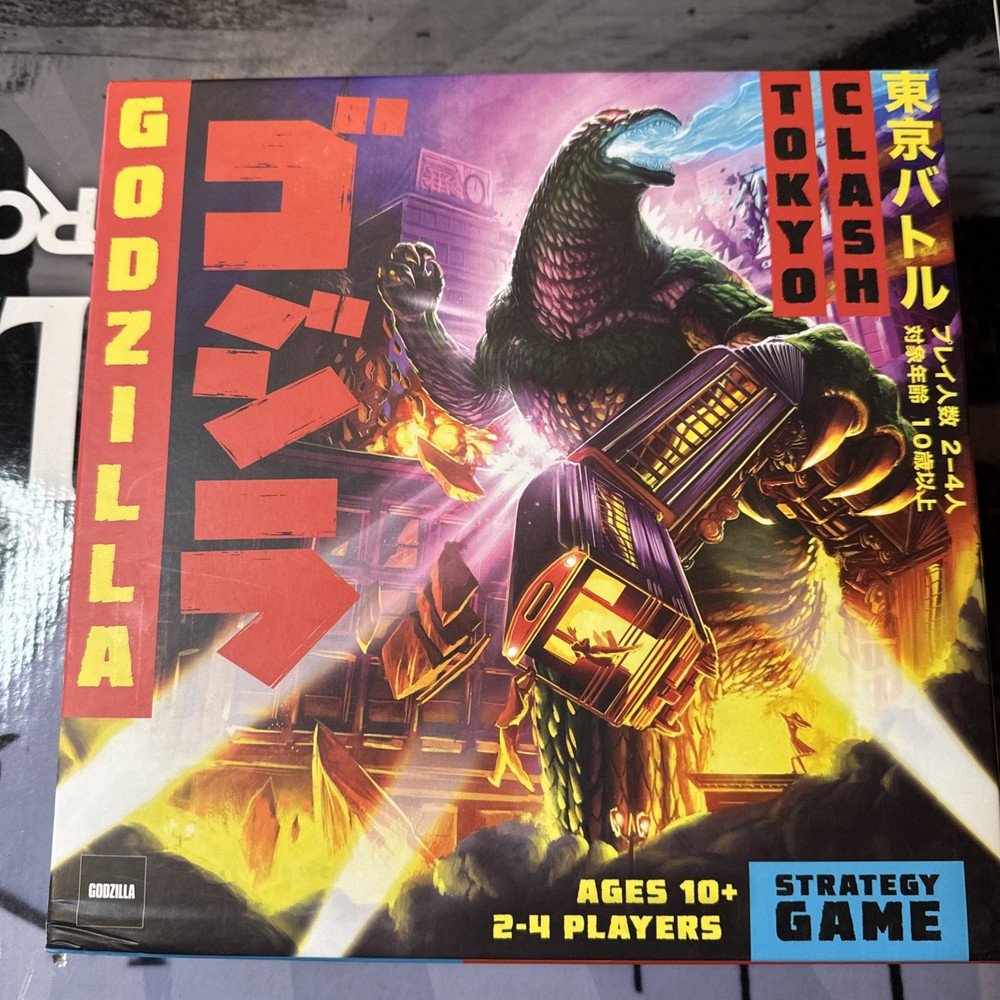 GODZILLA
ゴジラ
TOKYO
CLASH
東京バトル
プレイ人数 2-4人
対象年齢 10歳以上
GODZILLA
AGES 10+
2-4 PLAYERS
STRATEGY
GAME